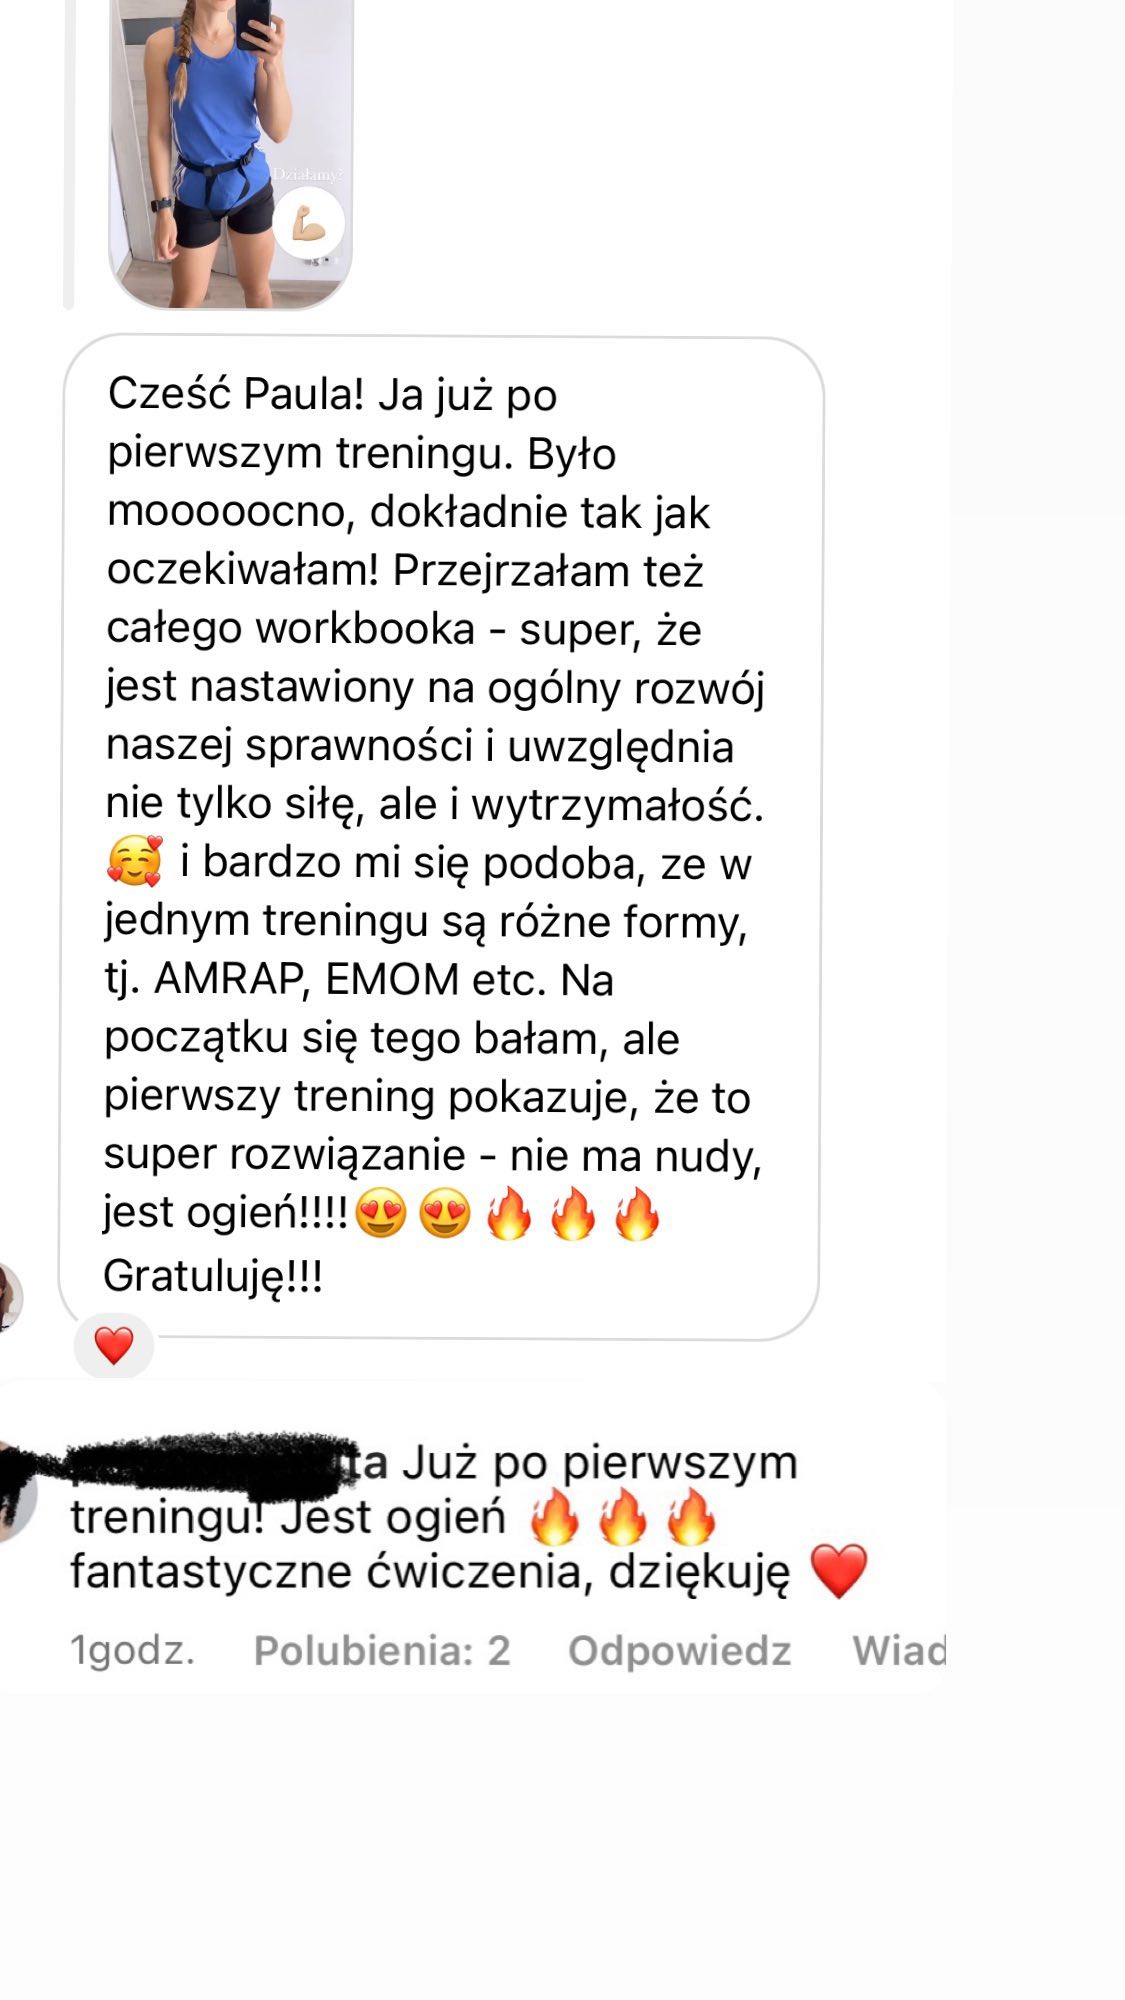 Działamy?
Cześć Paula! Ja już po
pierwszym treningu. Było
mooooocno, dokładnie tak jak
oczekiwałam! Przejrzałam też
całego workbooka - super, że
jest nastawiony na ogólny rozwój
naszej sprawności i uwzględnia
nie tylko siłę, ale i wytrzymałość.
🥰 i bardzo mi się podoba, ze w
jednym treningu są różne formy,
tj. AMRAP, EMOM etc. Na
początku się tego bałam, ale
pierwszy trening pokazuje, że to
super rozwiązanie - nie ma nudy,
jest ogień!!!!😍😍🔥🔥🔥
Gratuluję!!!
❤️
Już po pierwszym
treningu! Jest ogień 🔥🔥🔥
fantastyczne ćwiczenia, dziękuję ❤️
1godz. Polubienia: 2 Odpowiedz Wiad